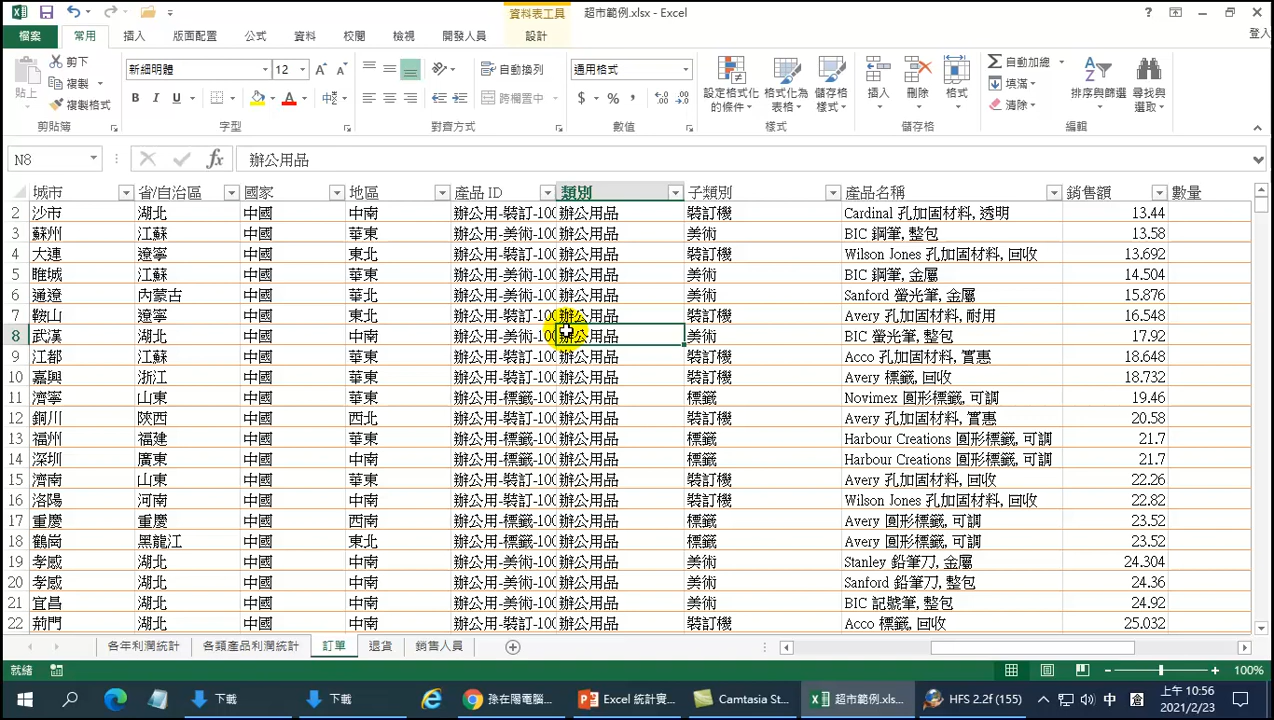 資料表工具
超市範例.xlsx - Excel
登入
檔案 常用 插入 版面配置 公式 資料 校閱 檢視 開發人員 設計
貼上
剪下
複製
複製格式
剪貼簿
新細明體 12
B I U
字型
自動換列
跨欄置中
對齊方式
通用格式
$ % ,
數值
設定格式化的條件
格式化為表格
儲存格樣式
樣式
插入 刪除 格式
儲存格
自動加總
填滿
清除
排序與篩選
尋找與選取
編輯
N8 fx 辦公用品
城市 省/自治區 國家 地區 產品 ID 類別 子類別 產品名稱 銷售額 數量
2 沙市 湖北 中國 中南 辦公用-裝訂-100 辦公用品 裝訂機 Cardinal 孔加固材料, 透明 13.44
3 蘇州 江蘇 中國 華東 辦公用-美術-100 辦公用品 美術 BIC 鋼筆, 整包 13.58
4 大連 遼寧 中國 東北 辦公用-裝訂-100 辦公用品 裝訂機 Wilson Jones 孔加固材料, 回收 13.692
5 睢城 江蘇 中國 華東 辦公用-美術-100 辦公用品 美術 BIC 鋼筆, 金屬 14.504
6 通遼 內蒙古 中國 華北 辦公用-美術-100 辦公用品 美術 Sanford 螢光筆, 金屬 15.876
7 鞍山 遼寧 中國 東北 辦公用-裝訂-100 辦公用品 裝訂機 Avery 孔加固材料, 耐用 16.548
8 武漢 湖北 中國 中南 辦公用-美術-100 辦公用品 美術 BIC 螢光筆, 整包 17.92
9 江都 江蘇 中國 華東 辦公用-裝訂-100 辦公用品 裝訂機 Acco 孔加固材料, 實惠 18.648
10 嘉興 浙江 中國 華東 辦公用-裝訂-100 辦公用品 裝訂機 Avery 標籤, 回收 18.732
11 濟寧 山東 中國 華東 辦公用-標籤-100 辦公用品 標籤 Novimex 圓形標籤, 可調 19.46
12 銅川 陝西 中國 西北 辦公用-裝訂-100 辦公用品 裝訂機 Avery 孔加固材料, 實惠 20.58
13 福州 福建 中國 華東 辦公用-標籤-100 辦公用品 標籤 Harbour Creations 圓形標籤, 可調 21.7
14 深圳 廣東 中國 中南 辦公用-標籤-100 辦公用品 標籤 Harbour Creations 圓形標籤, 可調 21.7
15 濟南 山東 中國 華東 辦公用-裝訂-100 辦公用品 裝訂機 Avery 孔加固材料, 回收 22.26
16 洛陽 河南 中國 中南 辦公用-裝訂-100 辦公用品 裝訂機 Wilson Jones 孔加固材料, 回收 22.82
17 重慶 重慶 中國 西南 辦公用-標籤-100 辦公用品 標籤 Avery 圓形標籤, 可調 23.52
18 鶴崗 黑龍江 中國 東北 辦公用-標籤-100 辦公用品 標籤 Avery 圓形標籤, 可調 23.52
19 孝感 湖北 中國 中南 辦公用-美術-100 辦公用品 美術 Stanley 鉛筆刀, 金屬 24.304
20 孝感 湖北 中國 中南 辦公用-美術-100 辦公用品 美術 Sanford 鉛筆刀, 整包 24.36
21 宜昌 湖北 中國 中南 辦公用-美術-100 辦公用品 美術 BIC 記號筆, 整包 24.92
22 荊門 湖北 中國 中南 辦公用-裝訂-100 辦公用品 裝訂機 Acco 標籤, 回收 25.032
各年利潤統計 各類產品利潤統計 訂單 退貨 銷售人員
就緒 100%
下載 下載 孫在陽電腦... Excel 統計實... Camtasia St... 超市範例.xls... HFS 2.2f (155) 中 上午 10:56
2021/2/23